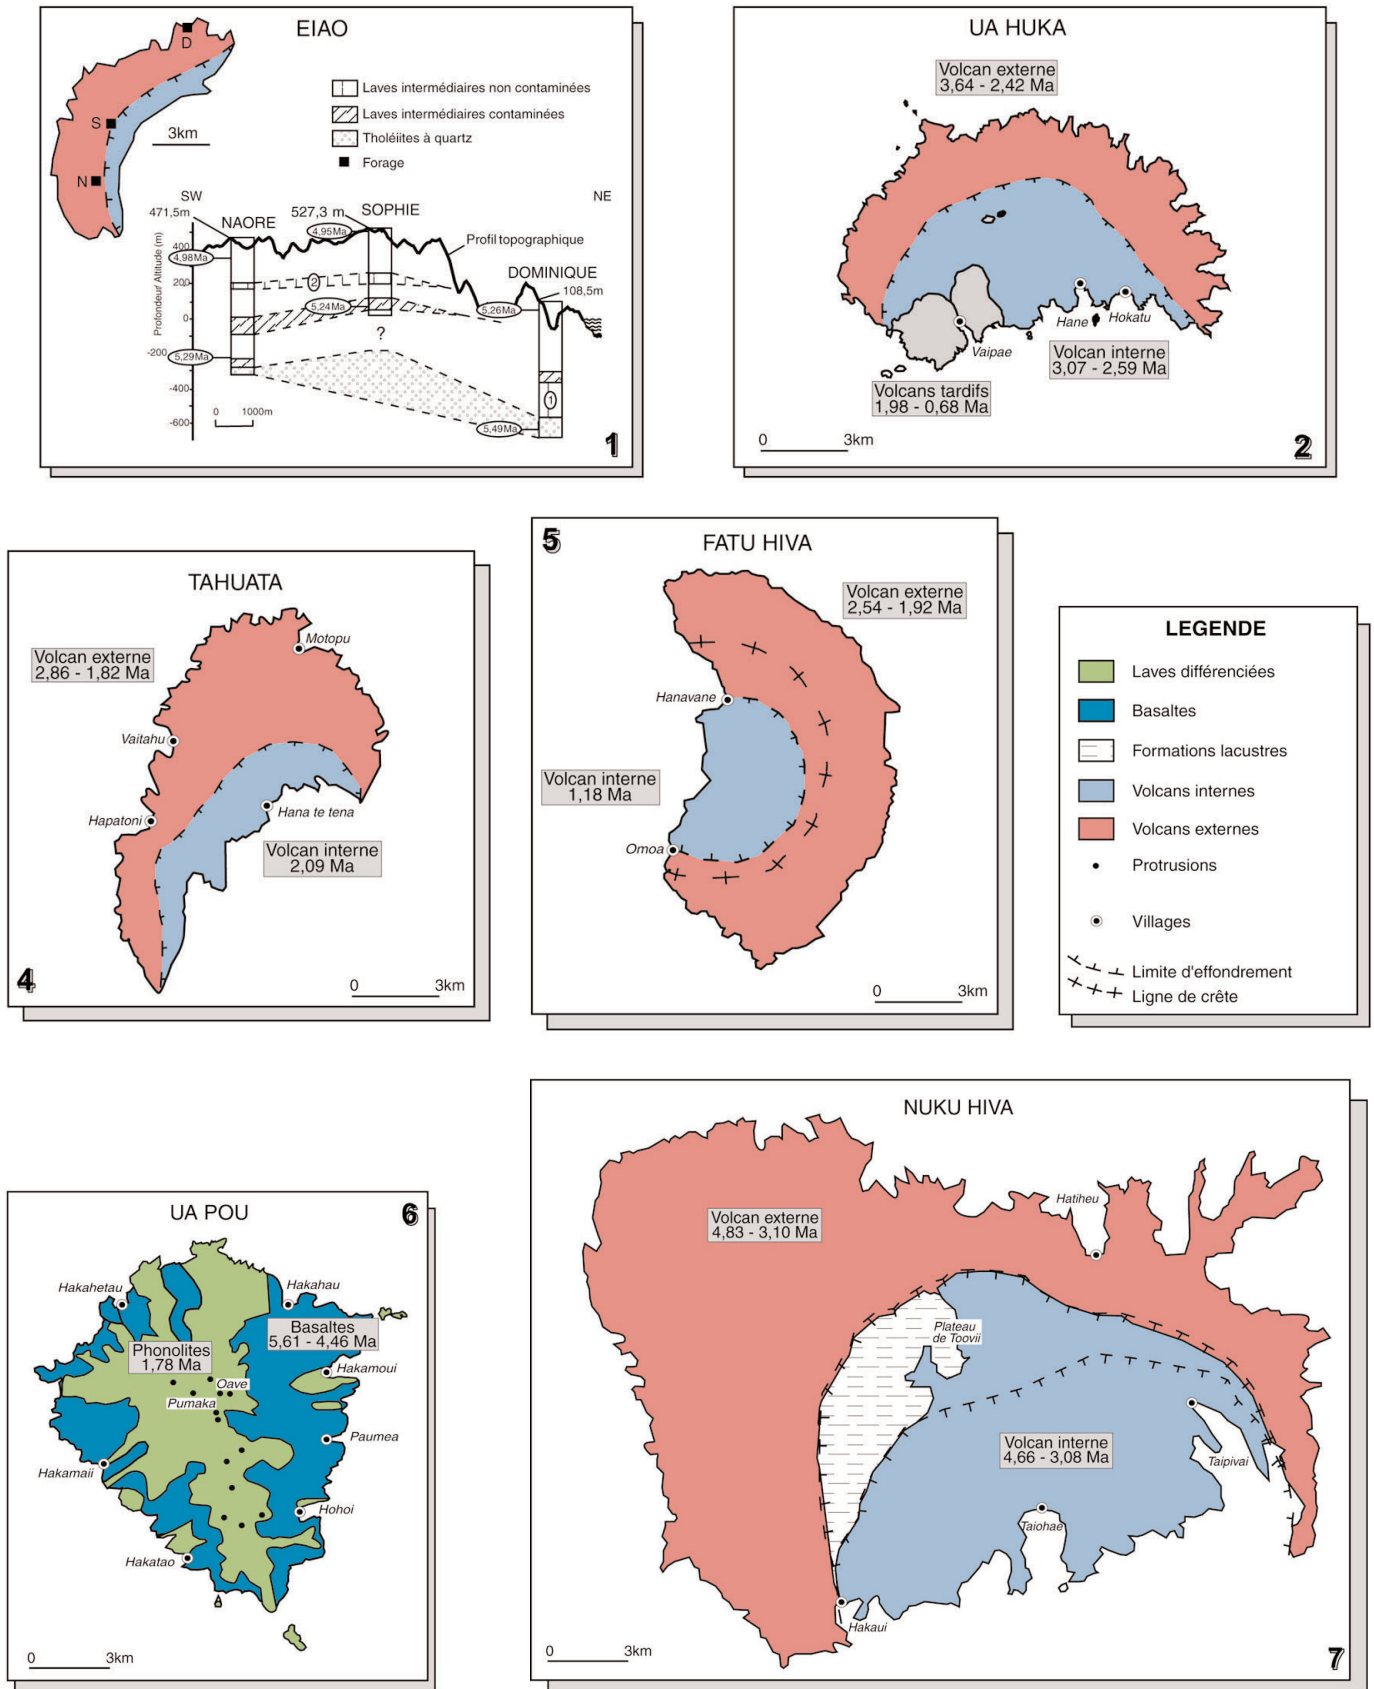 EIAO
D
S
N
3km
Laves intermédiaires non contaminées
Laves intermédiaires contaminées
Tholéiites à quartz
Forage
SW
NE
471,5m
NAORE
527,3 m
SOPHIE
4,95Ma
Profil topographique
DOMINIQUE
108,5m
Profondeur/ Altitude (m)
400
200
0
-200
-400
-600
4,98Ma
2
5,24Ma
5,26Ma
?
5,29Ma
1
5,49Ma
0 1000m
1
UA HUKA
Volcan externe
3,64 - 2,42 Ma
Hane
Hokatu
Vaipae
Volcan interne
3,07 - 2,59 Ma
Volcans tardifs
1,98 - 0,68 Ma
0 3km
2
TAHUATA
Motopu
Volcan externe
2,86 - 1,82 Ma
Vaitahu
Hapatoni
Hana te tena
Volcan interne
2,09 Ma
0 3km
4
5
FATU HIVA
Volcan externe
2,54 - 1,92 Ma
Hanavane
Volcan interne
1,18 Ma
Omoa
0 3km
LEGENDE
Laves différenciées
Basaltes
Formations lacustres
Volcans internes
Volcans externes
Protrusions
Villages
Limite d'effondrement
Ligne de crête
UA POU
6
Hakahetau
Hakahau
Basaltes
5,61 - 4,46 Ma
Phonolites
1,78 Ma
Hakamoui
Oave
Pumaka
Paumea
Hakamaii
Hohoi
Hakatao
0 3km
NUKU HIVA
Hatiheu
Volcan externe
4,83 - 3,10 Ma
Plateau
de Toovii
Volcan interne
4,66 - 3,08 Ma
Taipivai
Taiohae
Hakaui
0 3km
7